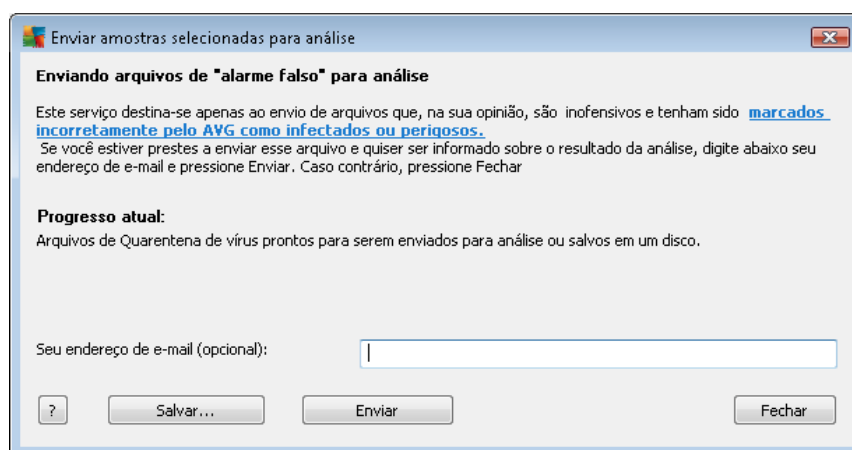 Enviar amostras selecionadas para análise
Enviando arquivos de "alarme falso" para análise
Este serviço destina-se apenas ao envio de arquivos que, na sua opinião, são inofensivos e tenham sido marcados
incorretamente pelo AVG como infectados ou perigosos.
Se você estiver prestes a enviar esse arquivo e quiser ser informado sobre o resultado da análise, digite abaixo seu
endereço de e-mail e pressione Enviar. Caso contrário, pressione Fechar
Progresso atual:
Arquivos de Quarentena de vírus prontos para serem enviados para análise ou salvos em um disco.
Seu endereço de e-mail (opcional):
? Salvar... Enviar Fechar